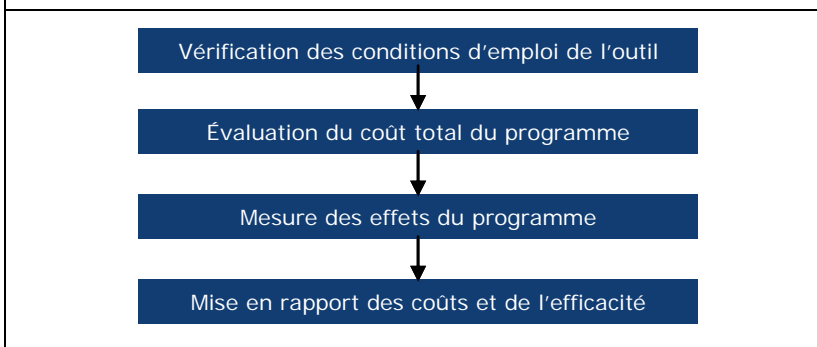 Vérification des conditions d’emploi de l’outil
Évaluation du coût total du programme
Mesure des effets du programme
Mise en rapport des coûts et de l’efficacité